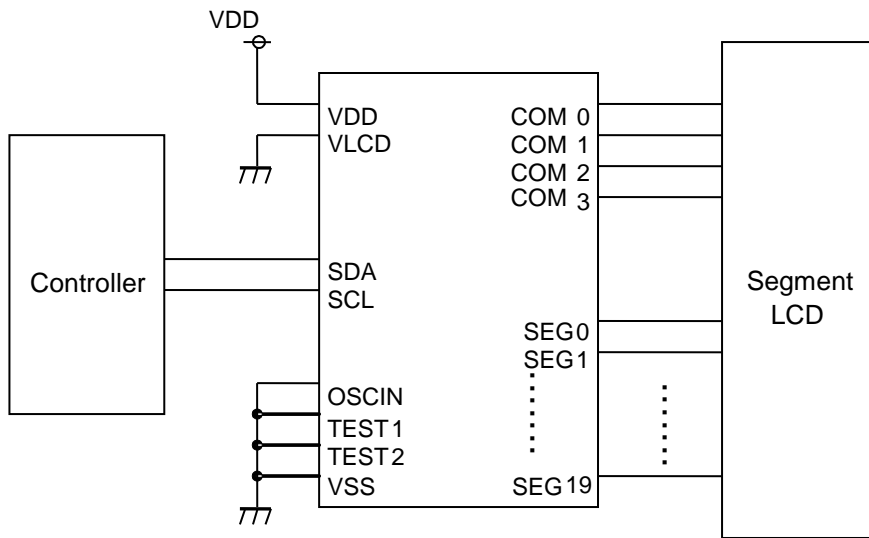 VDD
VDD
VLCD
COM 0
COM 1
COM 2
COM 3
Controller
SDA
SCL
Segment
LCD
SEG0
SEG1
OSCIN
TEST1
TEST2
VSS
SEG19